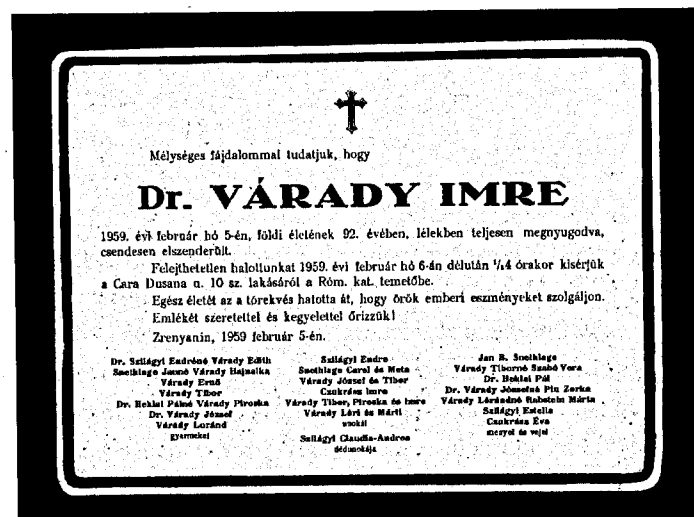 Mélységes fájdalommal tudatjuk, hogy
Dr. VÁRADY IMRE
1959. évi február hó 5-én, földi életének 92. évében, lélekben teljesen megnyugodva,
csendesen elszenderült.
Felejthetetlen halottunkat 1959. évi február hó 6-án délután ¼4 órakor kisérjük
a Cara Dusana u. 10 sz. lakásáról a Róm. kat. temetőbe.
Egész életét az a törekvés hatotta át, hogy örök emberi eszményeket szolgáljon.
Emlékét szeretettel és kegyelettel őrizzük!
Zrenyanin, 1959 február 5-én.
Dr. Szilágyi Endréné Várady Edith
Snethlage Janné Várady Hajnalka
Várady Ernő
Várady Tibor
Dr. Heklai Pálné Várady Piroska
Dr. Várady József
Várady Loránd
gyermekei
Szilágyi Endre
Snethlage Carel és Meta
Várady József és Tibor
Czukrász Imre
Várady Tibor, Piroska és Imre
Várady Lóri és Márti
unokái
Szilágyi Claudia-Andrea
dédunokája
Jan B. Snethlage
Várady Tiborné Szabó Vera
Dr. Heklai Pál
Dr. Várady Józsefné Piu Zorka
Várady Lórándné Rabstein Márta
Szilágyi Estella
Czukrász Éva
menyei és vejei